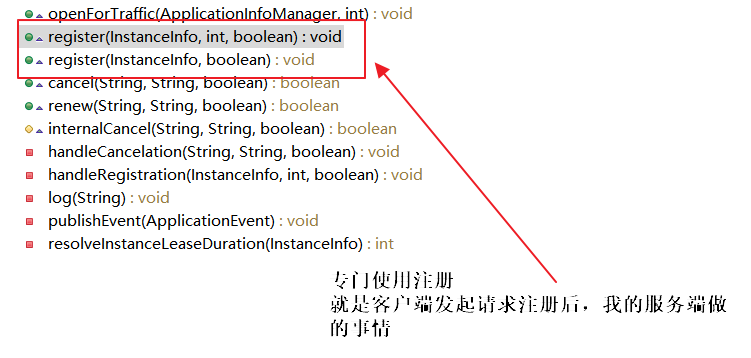 openForTraffic(ApplicationInfoManager, int) : void
register(InstanceInfo, int, boolean) : void
register(InstanceInfo, boolean) : void
cancel(String, String, boolean) : boolean
renew(String, String, boolean) : boolean
internalCancel(String, String, boolean) : boolean
handleCancelation(String, String, boolean) : void
handleRegistration(InstanceInfo, int, boolean) : void
log(String) : void
publishEvent(ApplicationEvent) : void
resolveInstanceLeaseDuration(InstanceInfo) : int
专门使用注册
就是客户端发起请求注册后，我的服务端做
的事情